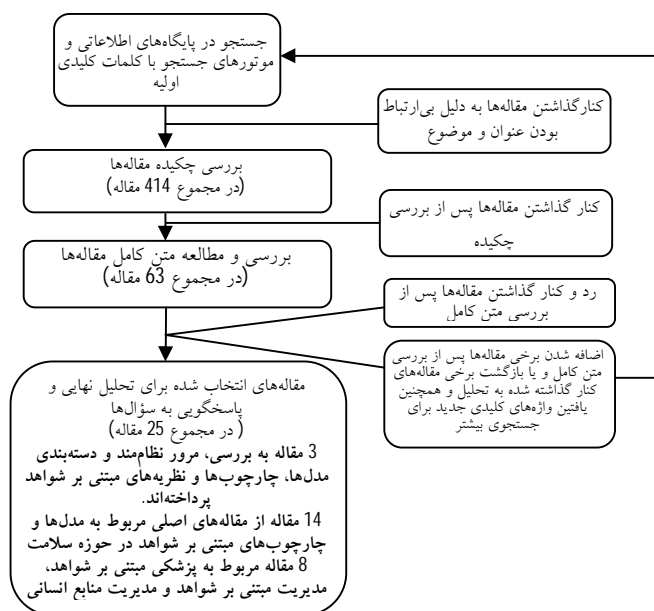 جستجو در پایگاه‌های اطلاعاتی و
موتورهای جستجو با کلمات کلیدی
اولیه
کنارگذاشتن مقاله‌ها به دلیل بی‌ارتباط
بودن عنوان و موضوع
بررسی چکیده مقاله‌ها
(در مجموع 414 مقاله)
کنار گذاشتن مقاله‌ها پس از بررسی
چکیده
بررسی و مطالعه متن کامل مقاله‌ها
(در مجموع 63 مقاله)
رد و کنار گذاشتن مقاله‌ها پس از
بررسی متن کامل
اضافه شدن برخی مقاله‌ها پس از بررسی
متن کامل و یا بازگشت برخی مقاله‌های
کنار گذاشته شده به تحلیل و همچنین
یافتین واژه‌های کلیدی جدید برای
جستجوی بیشتر
مقاله‌های انتخاب شده برای تحلیل نهایی و
پاسخگویی به سؤال‌ها
( در مجموع 25 مقاله)
3 مقاله به بررسی، مرور نظام‌مند و دسته‌بندی
مدل‌ها، چارچوب‌ها و نظریه‌های مبتنی بر شواهد
پرداخته‌اند.
14 مقاله از مقاله‌های اصلی مربوط به مدل‌ها و
چارچوب‌های مبتنی بر شواهد در حوزه سلامت
8 مقاله مربوط به پزشکی مبتنی بر شواهد،
مدیریت مبتنی بر شواهد و مدیریت منابع انسانی